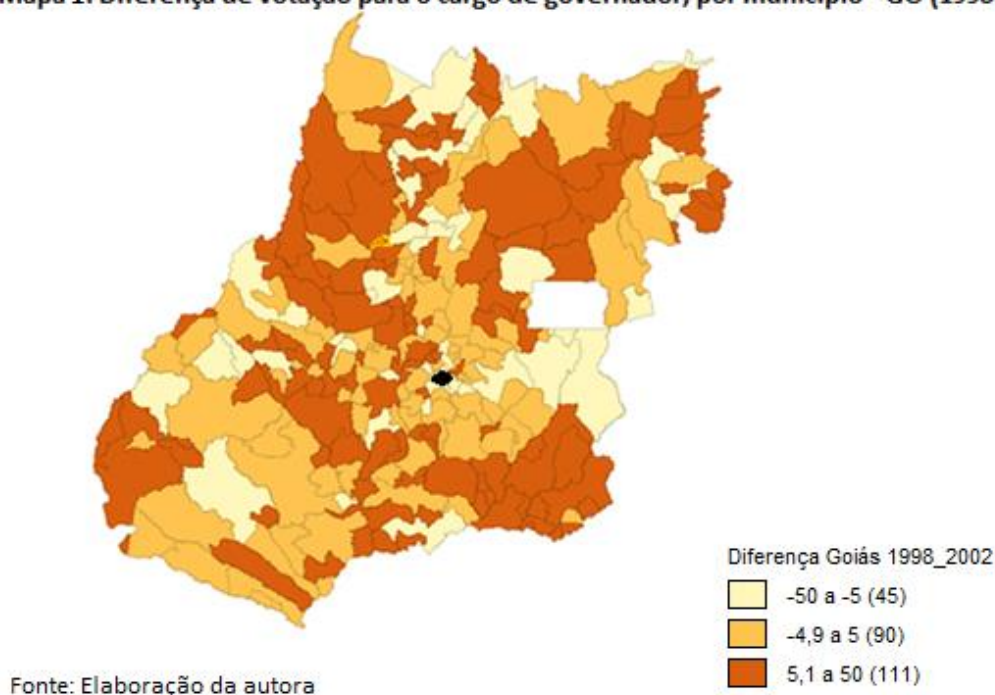 Mapa 1: Diferença de votação para o cargo de governador, por município - GO (1998
Diferença Goiás 1998_2002
-50 a -5 (45)
-4,9 a 5 (90)
5,1 a 50 (111)
Fonte: Elaboração da autora